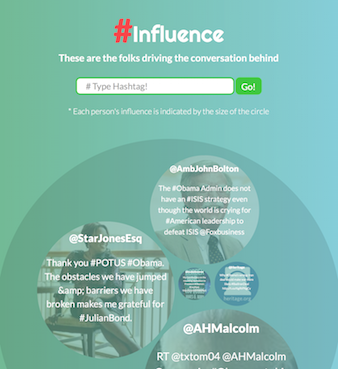 #Influence
These are the folks driving the conversation behind
# Type Hashtag!
Go!
* Each person's influence is indicated by the size of the circle
@AmbJohnBolton
The #Obama Admin does not
have an #ISIS strategy even
though the world is crying for
#American leadership to
defeat ISIS @Foxbusiness
@StarJonesEsq
Thank you #POTUS #Obama.
The obstacles we have jumped
&amp; barriers we have
broken makes me grateful for
#JulianBond.
heritage.org
@AHMalcolm
RT @txtom04 @AHMalcolm